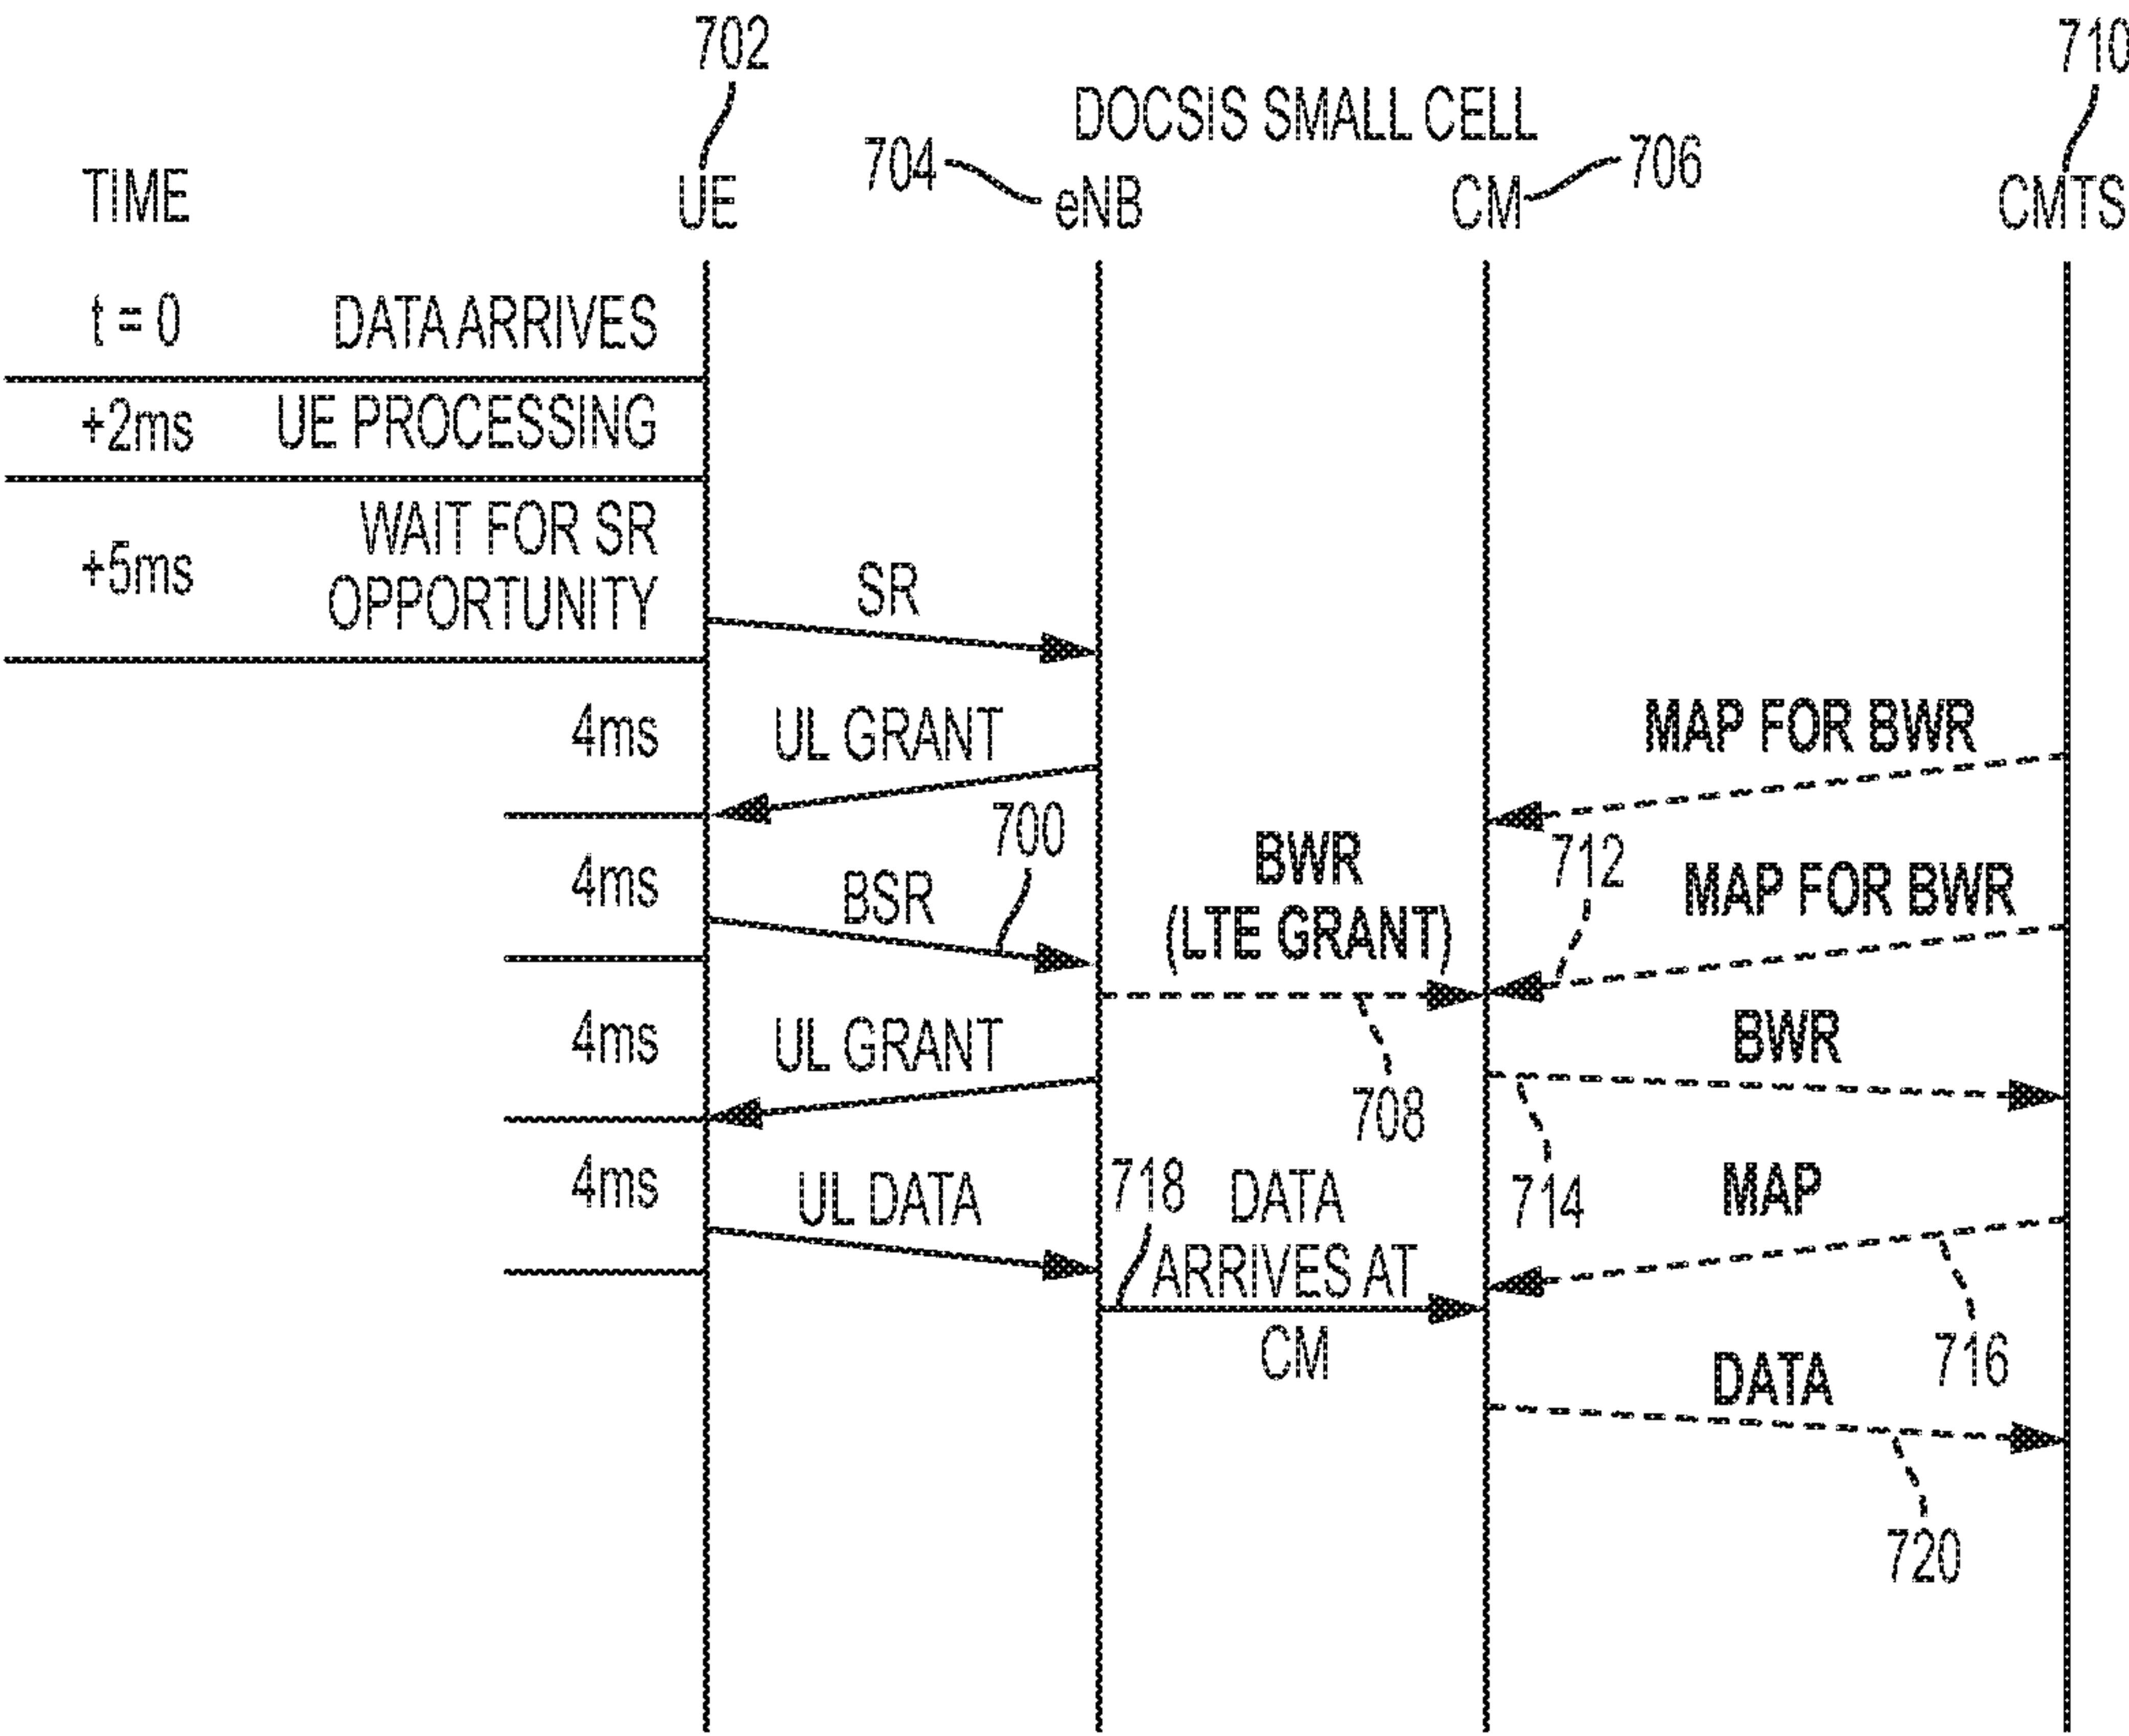 702
710
DOCSIS SMALL CELL
704
706
TIME
UE
eNB
CM
CMTS
t = 0
DATA ARRIVES
+2ms
UE PROCESSING
WAIT FOR SR
+5ms
OPPORTUNITY
SR
4ms
UL GRANT
MAP FOR BWR
700
BWR
712
4ms
BSR
(LTE GRANT)
MAP FOR BWR
4ms
UL GRANT
BWR
708
4ms
UL DATA
718
DATA
714
MAP
ARRIVES AT
CM
716
DATA
720